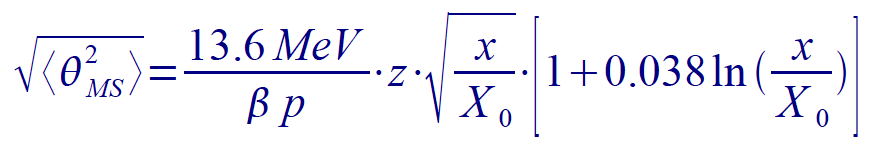 √⟨θ²_MS⟩ = 13.6 MeV / β p · z · √(x / X₀) · [1 + 0.038 ln (x / X₀)]